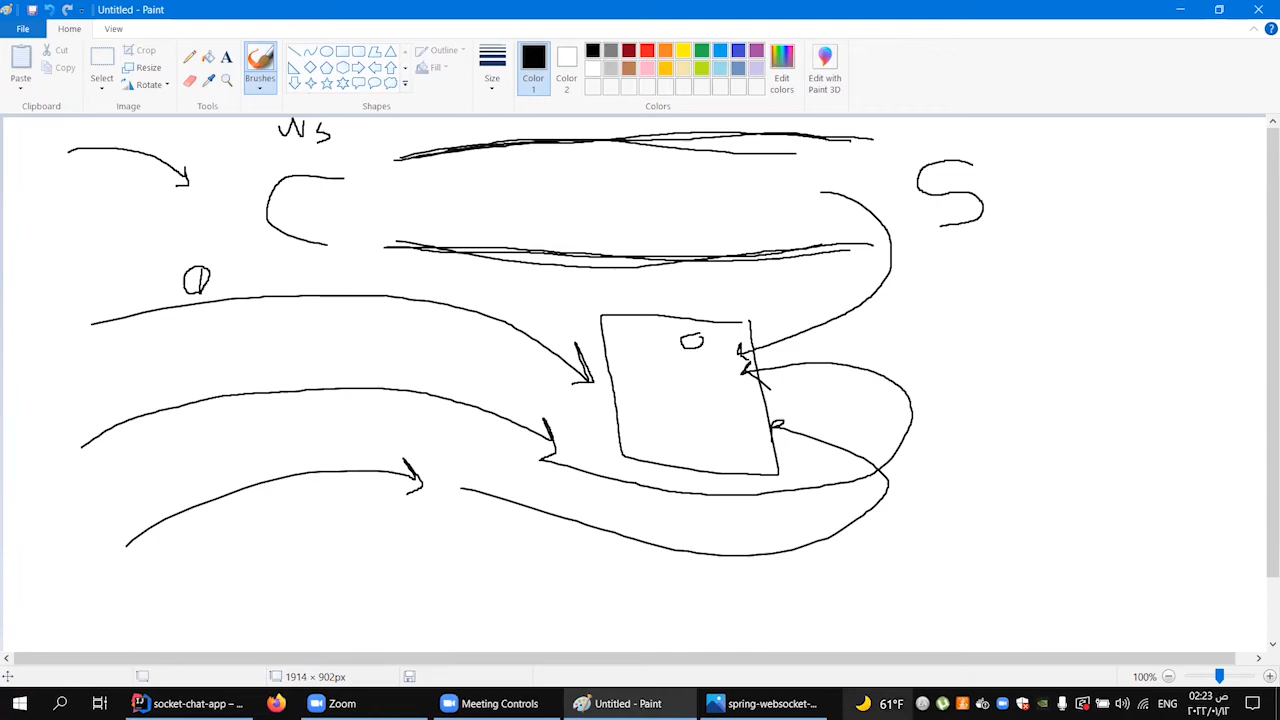 Untitled - Paint
File
Home
View
Paste
Cut
Copy
Clipboard
Select
Crop
Resize
Rotate
Image
Tools
Brushes
Shapes
Outline
Fill
Size
Color 1
Color 2
Edit colors
Colors
Edit with Paint 3D
WS
C
S
1914 × 902px
100%
socket-chat-app – ...
Zoom
Meeting Controls
Untitled - Paint
spring-websocket-...
61°F
ENG
02:23 ص